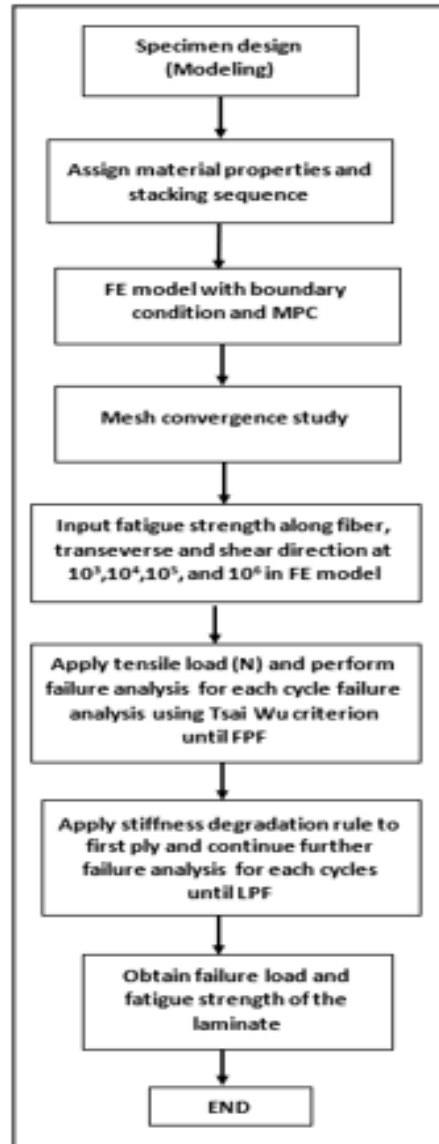 Specimen design
(Modeling)
Assign material properties and
stacking sequence
FE model with boundary
condition and MPC
Mesh convergence study
Input fatigue strength along fiber,
transeverse and shear direction at
10³,10⁴,10⁵, and 10⁶ in FE model
Apply tensile load (N) and perform
failure analysis for each cycle failure
analysis using Tsai Wu criterion
until FPF
Apply stiffness degradation rule to
first ply and continue further
failure analysis for each cycles
until LPF
Obtain failure load and
fatigue strength of the
laminate
END